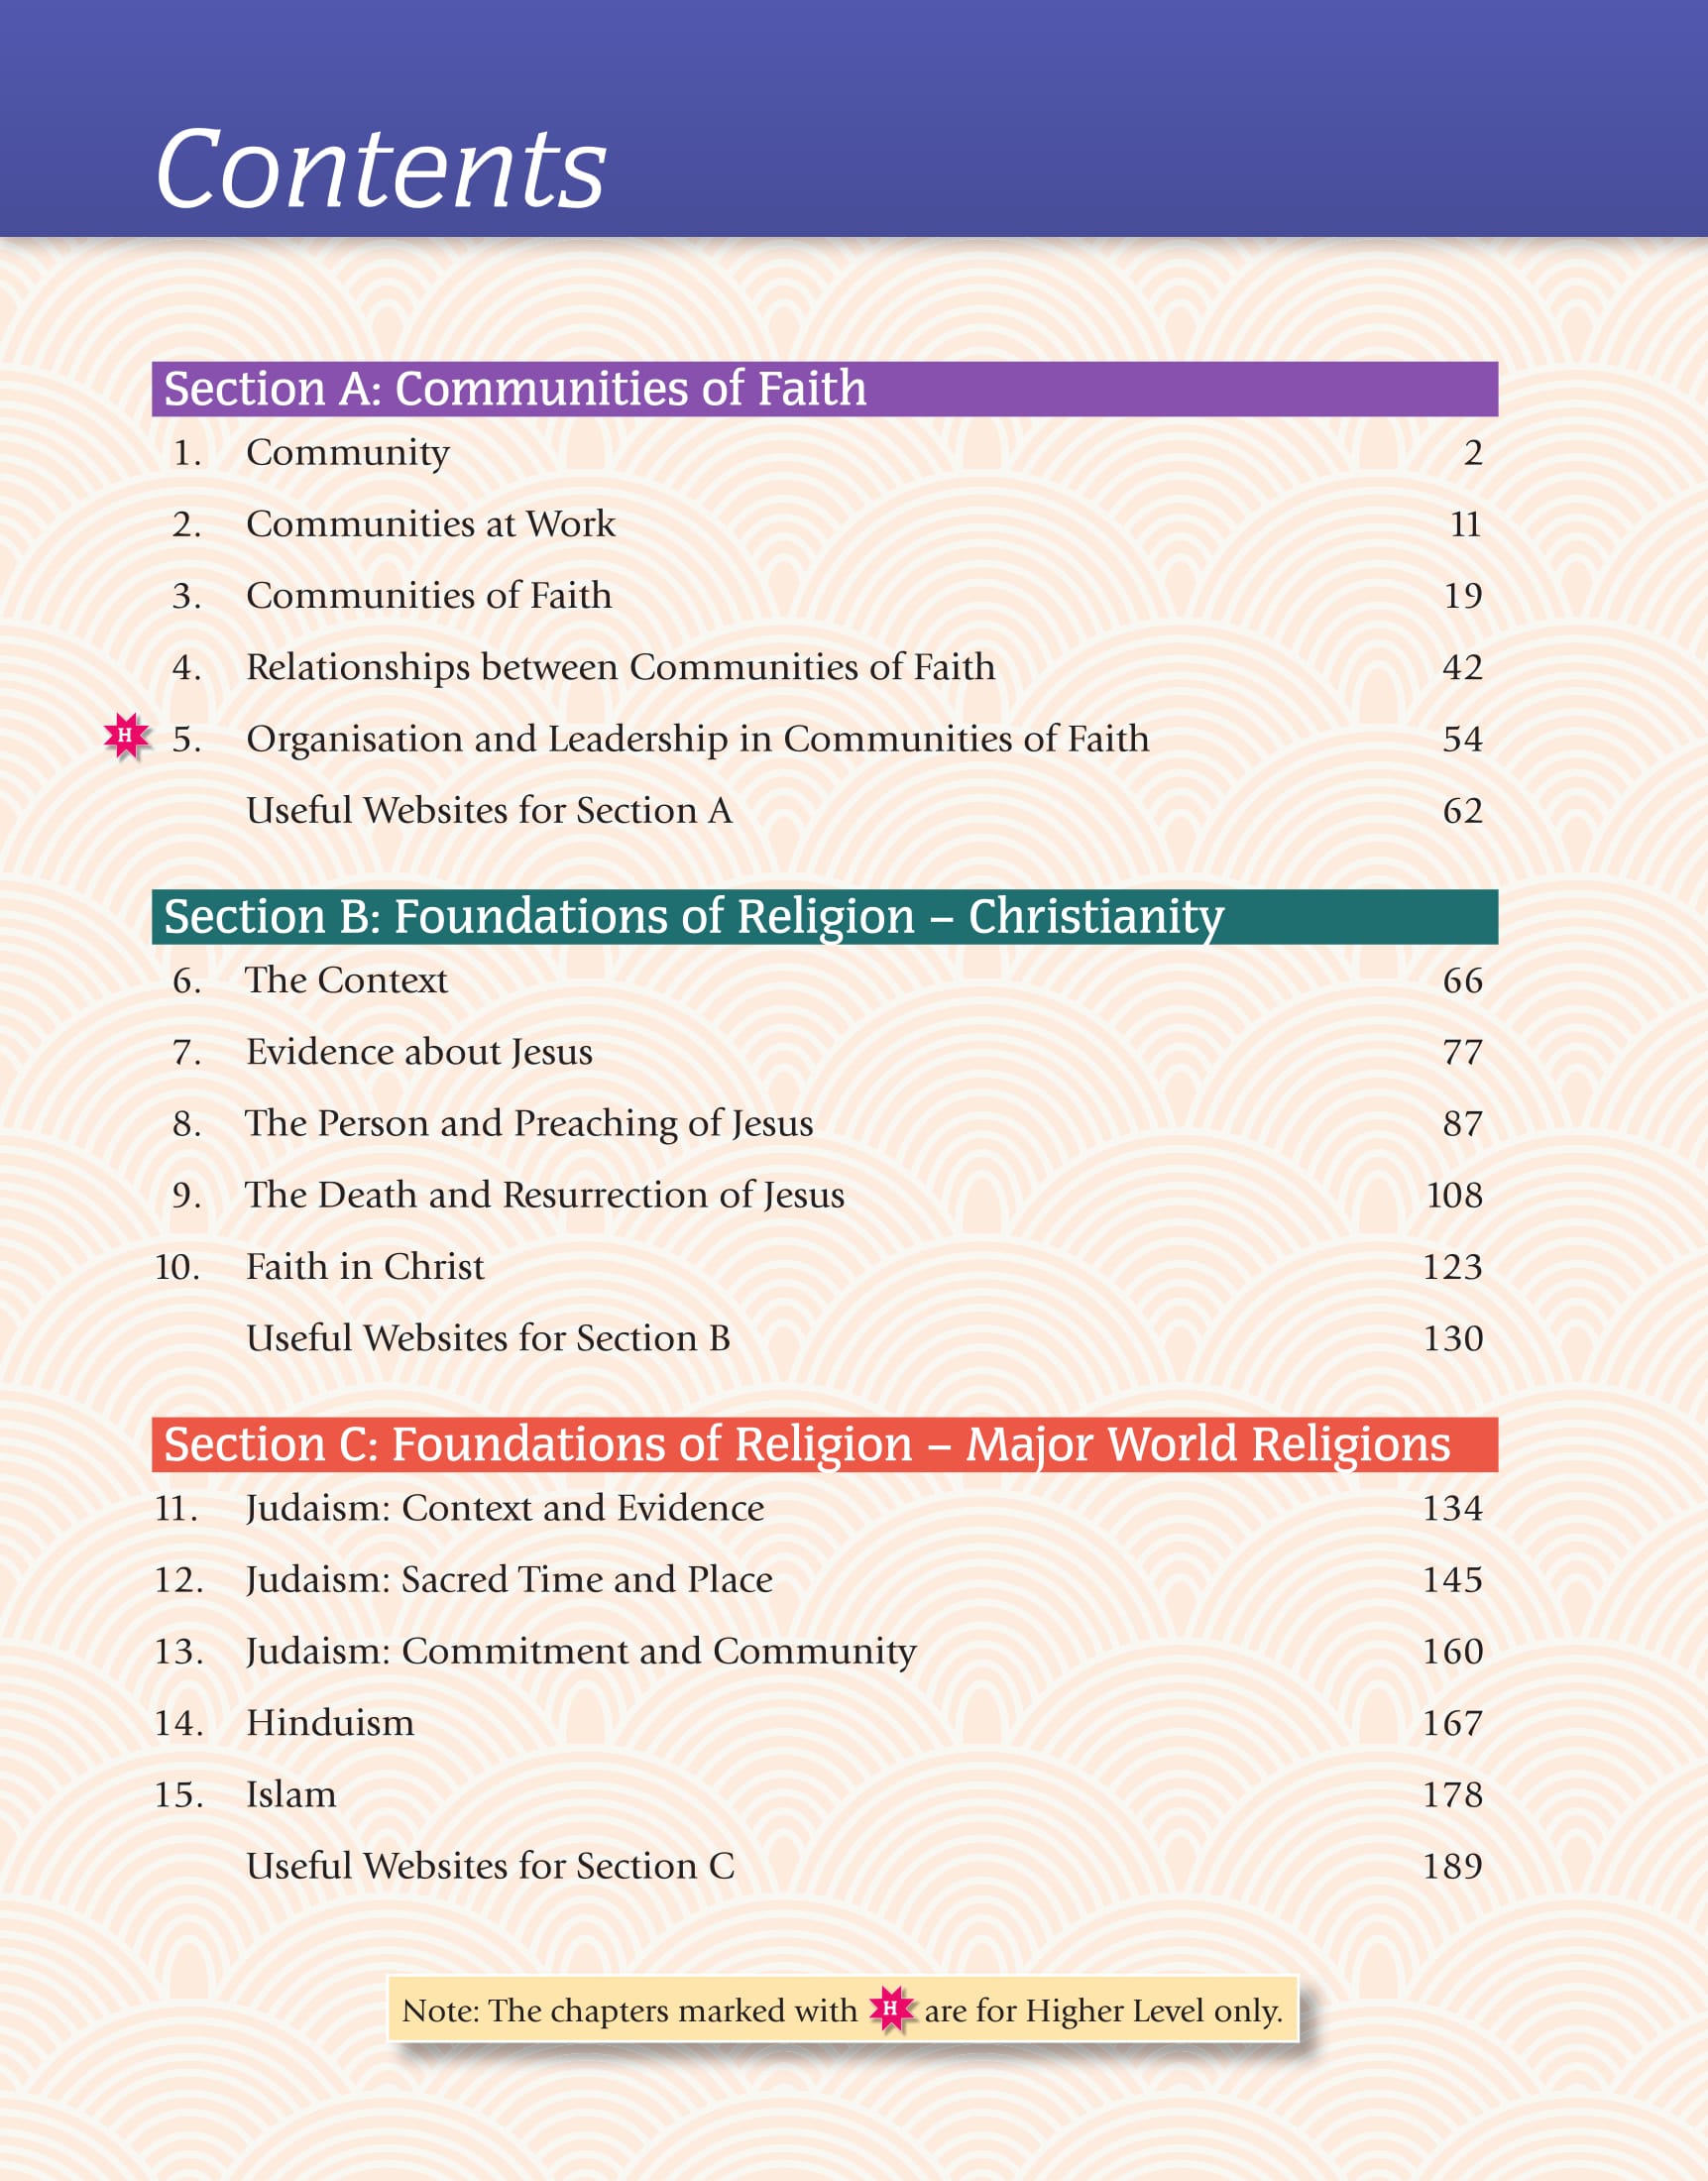 Contents
Section A: Communities of Faith
1. Community 2
2. Communities at Work 11
3. Communities of Faith 19
4. Relationships between Communities of Faith 42
H 5. Organisation and Leadership in Communities of Faith 54
Useful Websites for Section A 62
Section B: Foundations of Religion – Christianity
6. The Context 66
7. Evidence about Jesus 77
8. The Person and Preaching of Jesus 87
9. The Death and Resurrection of Jesus 108
10. Faith in Christ 123
Useful Websites for Section B 130
Section C: Foundations of Religion – Major World Religions
11. Judaism: Context and Evidence 134
12. Judaism: Sacred Time and Place 145
13. Judaism: Commitment and Community 160
14. Hinduism 167
15. Islam 178
Useful Websites for Section C 189
Note: The chapters marked with H are for Higher Level only.